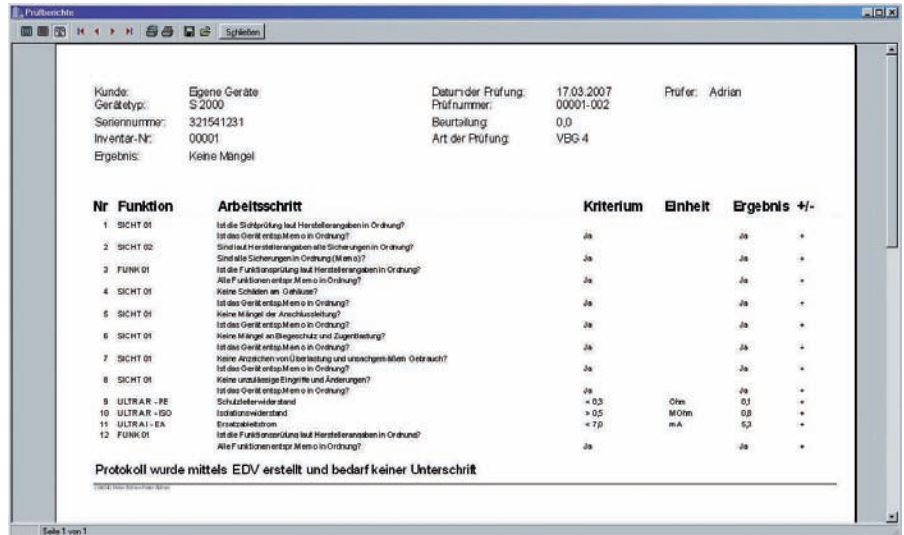 Prüfberichte
Schließen
Kunde: Eigene Geräte Datum der Prüfung: 17.03.2007 Prüfer: Adrian
Gerätetyp: S 2000 Prüfnummer: 00001-002
Seriennummer: 321541231 Beurteilung: 0,0
Inventar-Nr: 00001 Art der Prüfung: VBG 4
Ergebnis: Keine Mängel
Nr Funktion Arbeitsschritt Kriterium Einheit Ergebnis +/-
1 SICHT 01 Ist die Sichtprüfung laut Herstellerangaben in Ordnung?
Ist das Gerät entsp.Memo in Ordnung? Ja Ja +
2 SICHT 02 Sind laut Herstellerangaben alle Sicherungen in Ordnung?
Sind alle Sicherungen in Ordnung (Memo)? Ja Ja +
3 FUNK 01 Ist die Funktionsprüfung laut Herstellerangaben in Ordnung?
Alle Funktionen entspr.Memo in Ordnung? Ja Ja +
4 SICHT 01 Keine Schäden am Gehäuse?
Ist das Gerät entsp.Memo in Ordnung? Ja Ja +
5 SICHT 01 Keine Mängel der Anschlussleitung?
Ist das Gerät entsp.Memo in Ordnung? Ja Ja +
6 SICHT 01 Keine Mängel an Biegeschutz und Zugentlastung?
Ist das Gerät entsp.Memo in Ordnung? Ja Ja +
7 SICHT 01 Keine Anzeichen von Überlastung und unsachgemäßem Gebrauch?
Ist das Gerät entsp.Memo in Ordnung? Ja Ja +
8 SICHT 01 Keine unzulässige Eingriffe und Änderungen?
Ist das Gerät entsp.Memo in Ordnung? Ja Ja +
9 ULTRA R - PE Schutzleiterwiderstand < 0,3 Ohm 0,1 +
10 ULTRA R - ISO Isolationswiderstand > 0,5 MOhm 0,8 +
11 ULTRA I - EA Ersatzableitstrom < 7,0 mA 5,3 +
12 FUNK 01 Ist die Funktionsprüfung laut Herstellerangaben in Ordnung?
Alle Funktionen entspr.Memo in Ordnung? Ja Ja +
Protokoll wurde mittels EDV erstellt und bedarf keiner Unterschrift
Seite 1 von 1